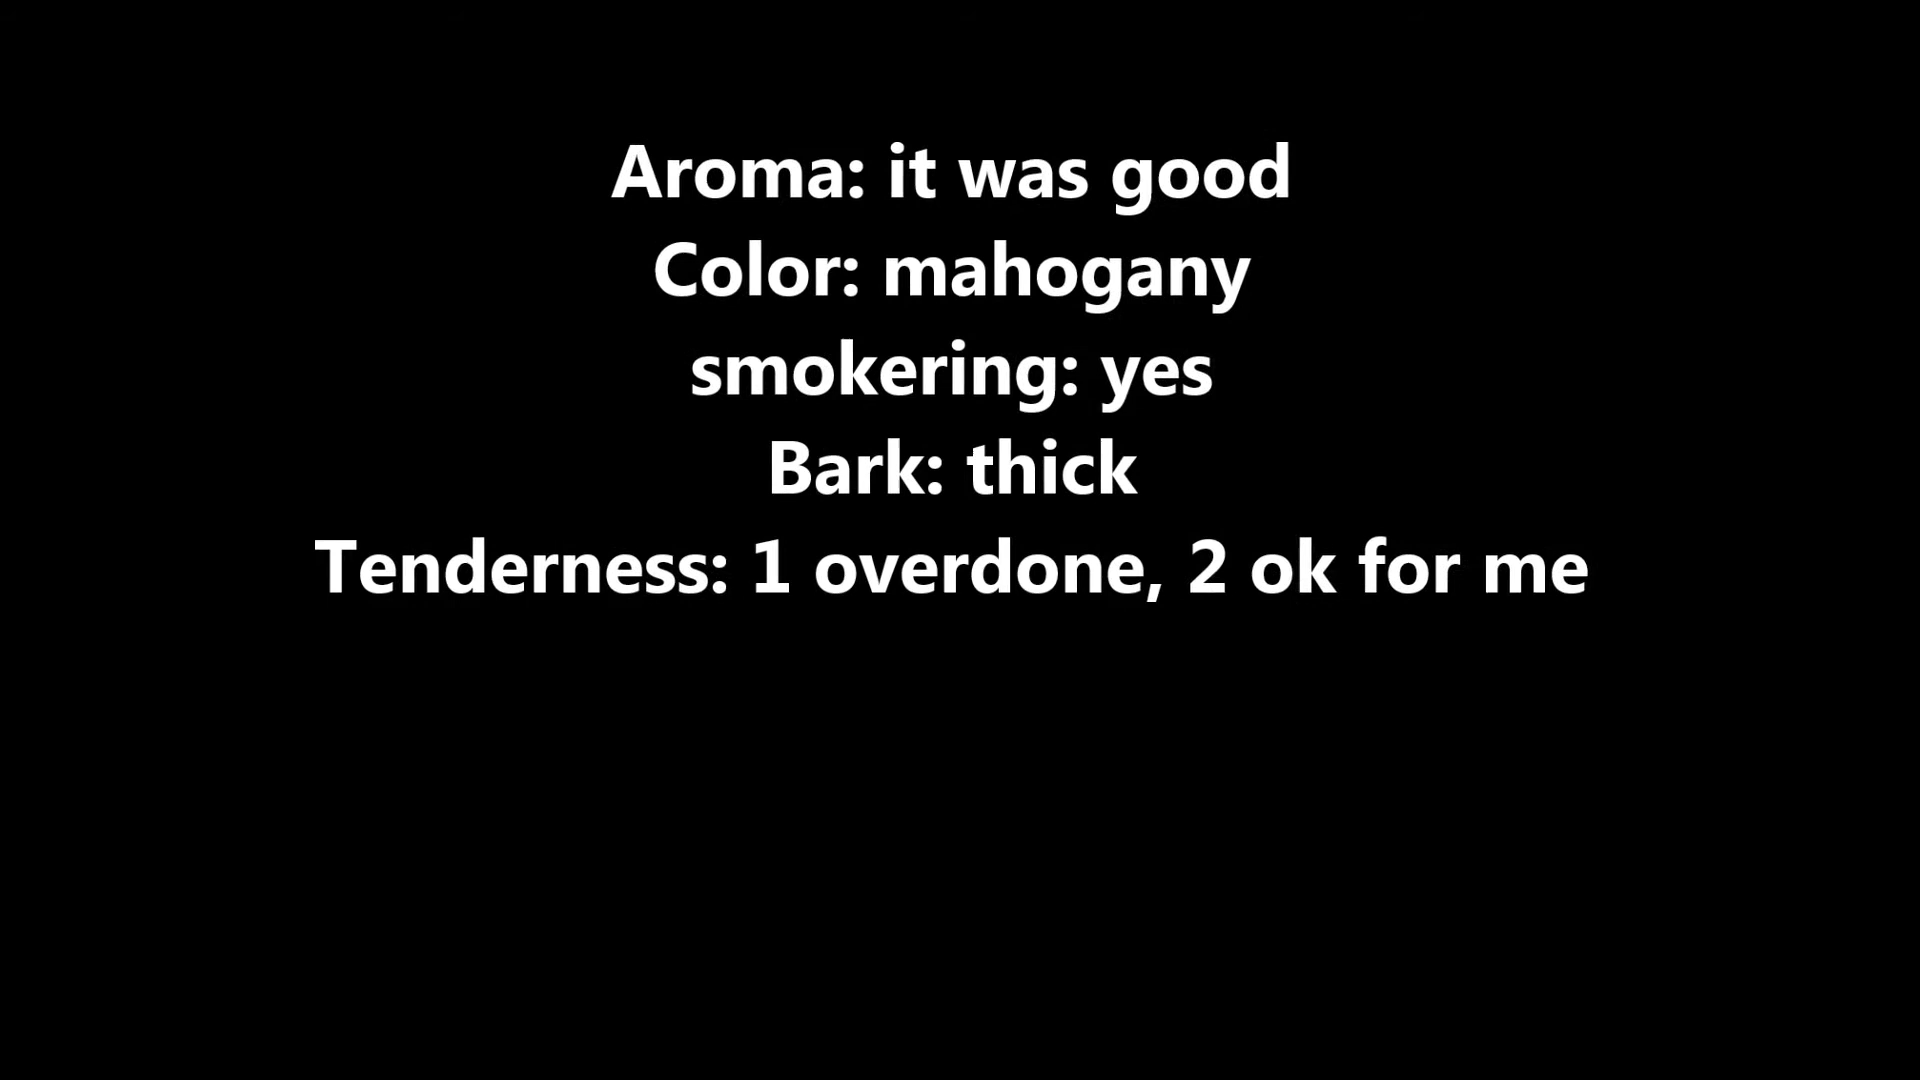 Aroma: it was good
Color: mahogany
smokering: yes
Bark: thick
Tenderness: 1 overdone, 2 ok for me